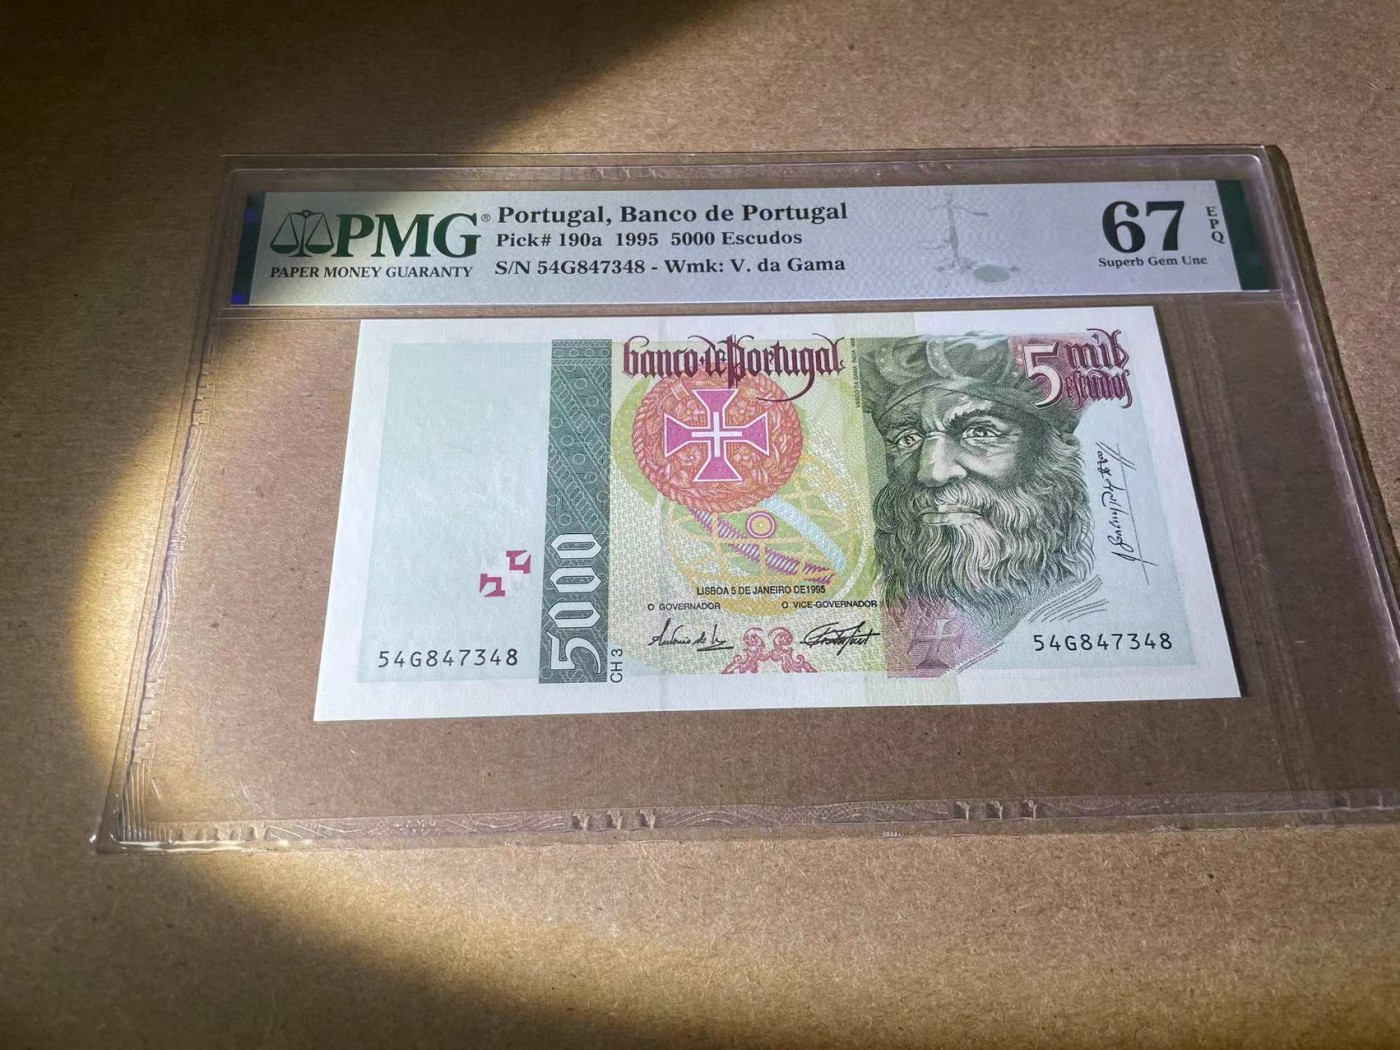 PMG®
PAPER MONEY GUARANTY
Portugal, Banco de Portugal
Pick# 190a 1995 5000 Escudos
S/N 54G847348 - Wmk: V. da Gama
67
EPQ
Superb Gem Unc
banco de Portugal
5 mil
escudos
5000
LISBOA 5 DE JANEIRO DE 1995
O GOVERNADOR
O VICE-GOVERNADOR
CH 3
54G847348
54G847348